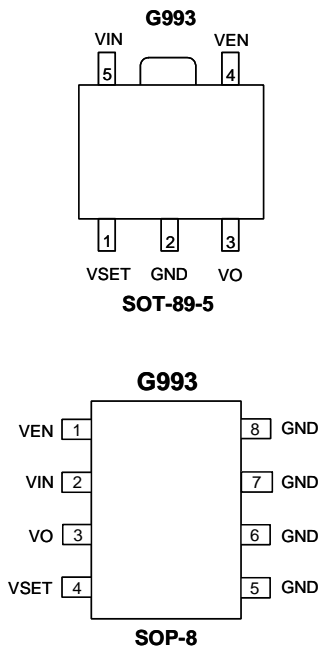 G993
VIN VEN
5 4
1 2 3
VSET GND VO
SOT-89-5
G993
VEN 1 8 GND
VIN 2 7 GND
VO 3 6 GND
VSET 4 5 GND
SOP-8